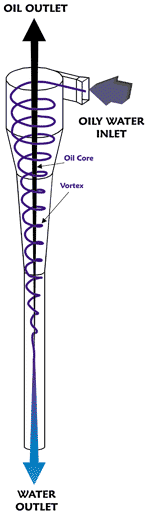 OIL OUTLET
OILY WATER
INLET
Oil Core
Vortex
WATER
OUTLET